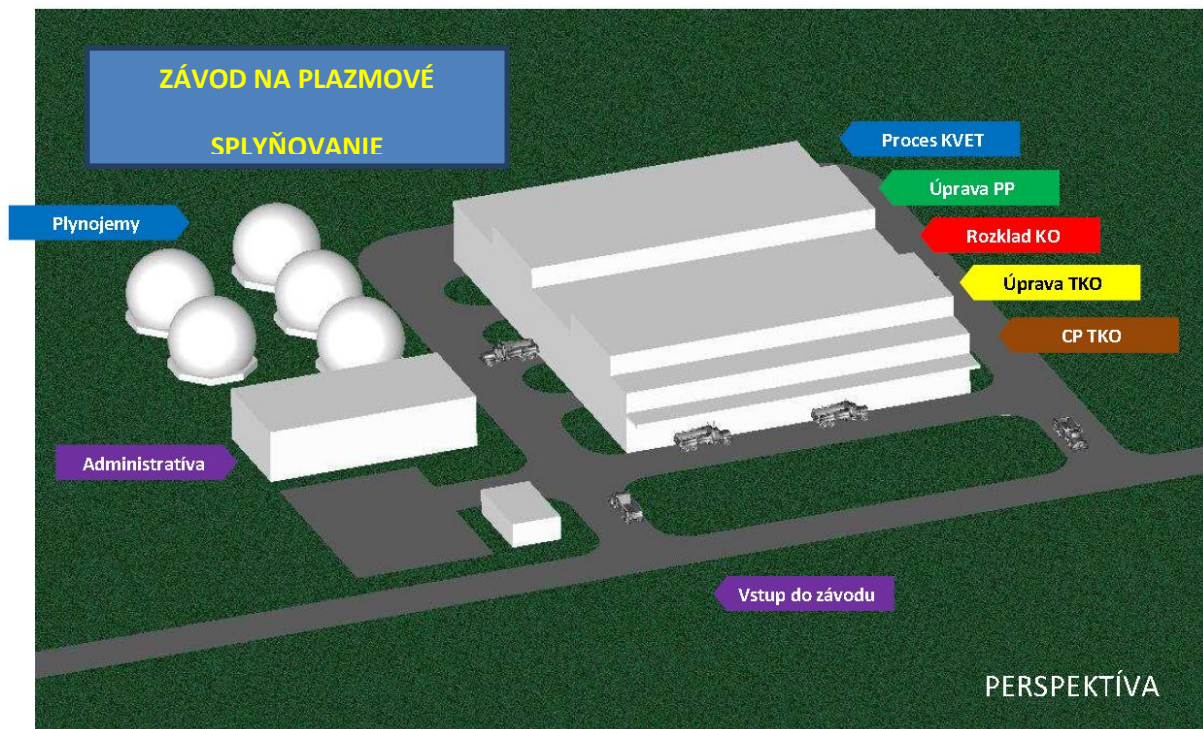 ZÁVOD NA PLAZMOVÉ
SPLYŇOVANIE
Proces KVET
Úprava PP
Plynojemy
Rozklad KO
Úprava TKO
CP TKO
Administratíva
Vstup do závodu
PERSPEKTÍVA